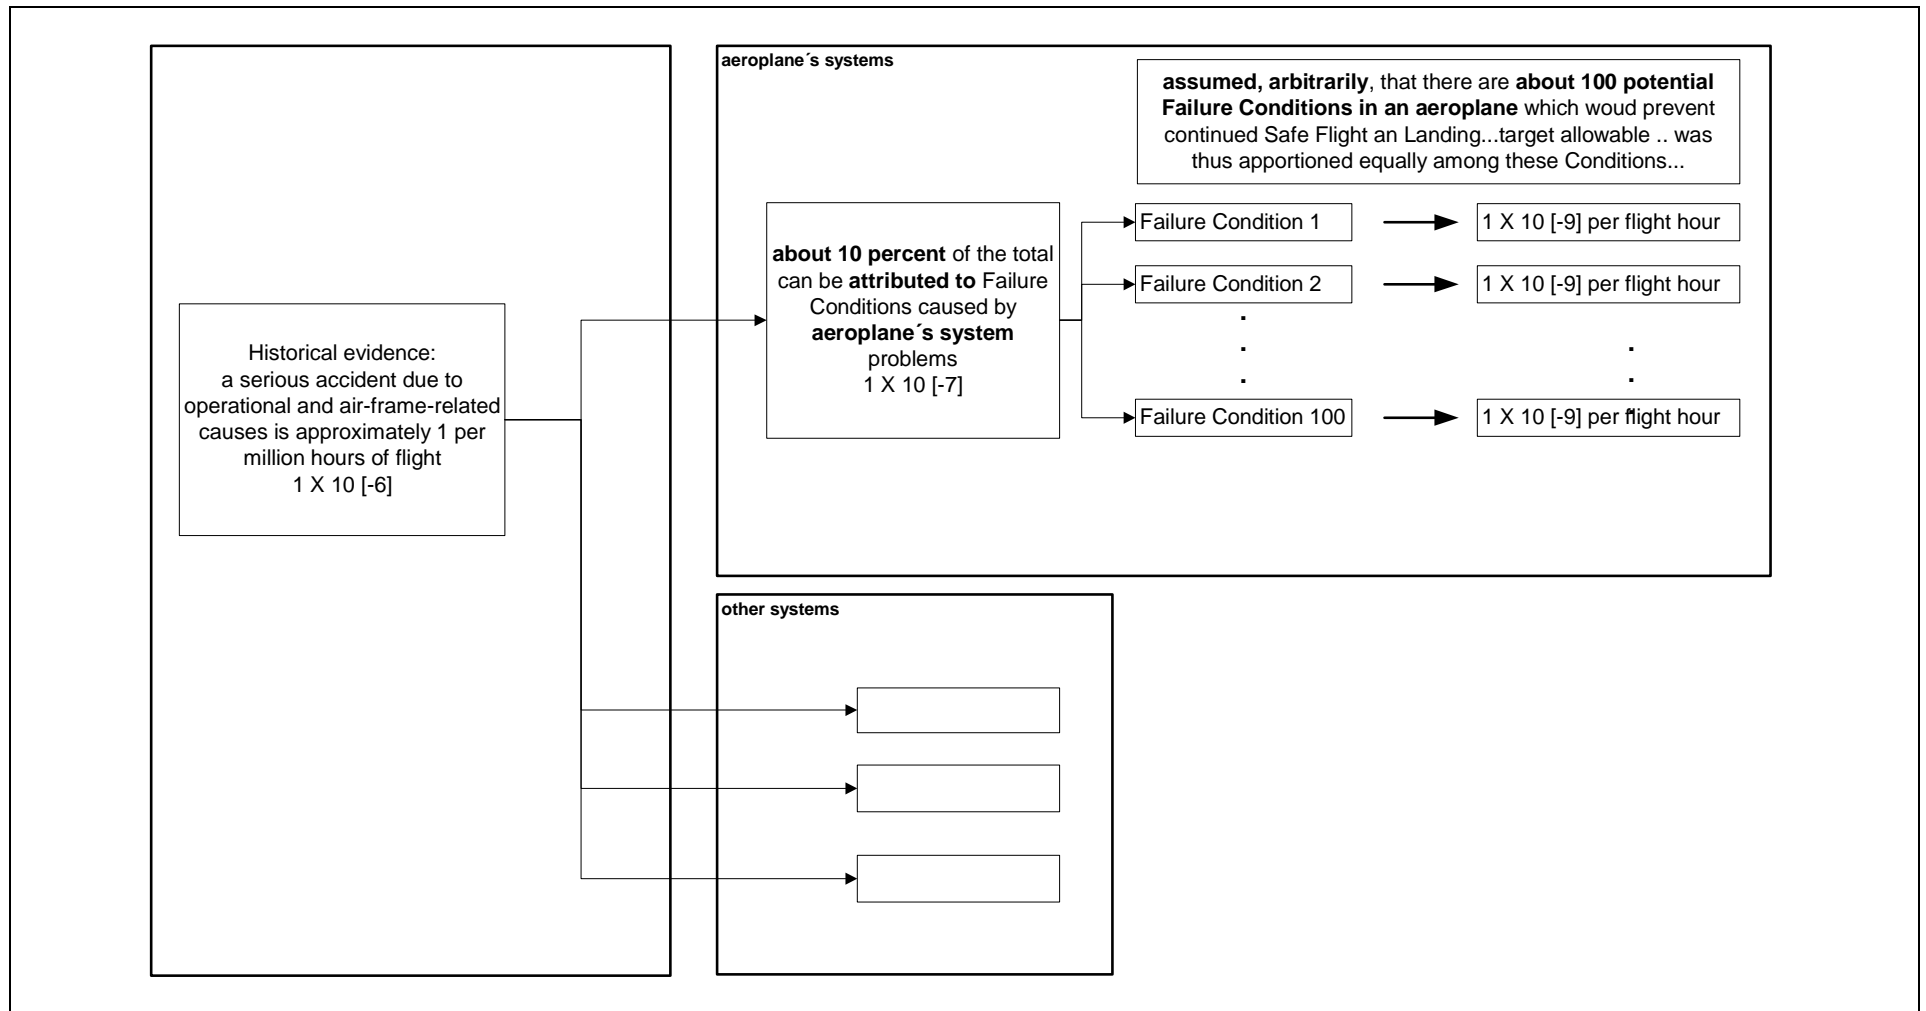 Historical evidence:
a serious accident due to
operational and air-frame-related
causes is approximately 1 per
million hours of flight
1 X 10 [-6]
aeroplane´s systems
assumed, arbitrarily, that there are about 100 potential
Failure Conditions in an aeroplane which woud prevent
continued Safe Flight an Landing...target allowable .. was
thus apportioned equally among these Conditions...
about 10 percent of the total
can be attributed to Failure
Conditions caused by
aeroplane´s system
problems
1 X 10 [-7]
Failure Condition 1
1 X 10 [-9] per flight hour
Failure Condition 2
1 X 10 [-9] per flight hour
.
.
.
.
.
.
Failure Condition 100
1 X 10 [-9] per flight hour
other systems